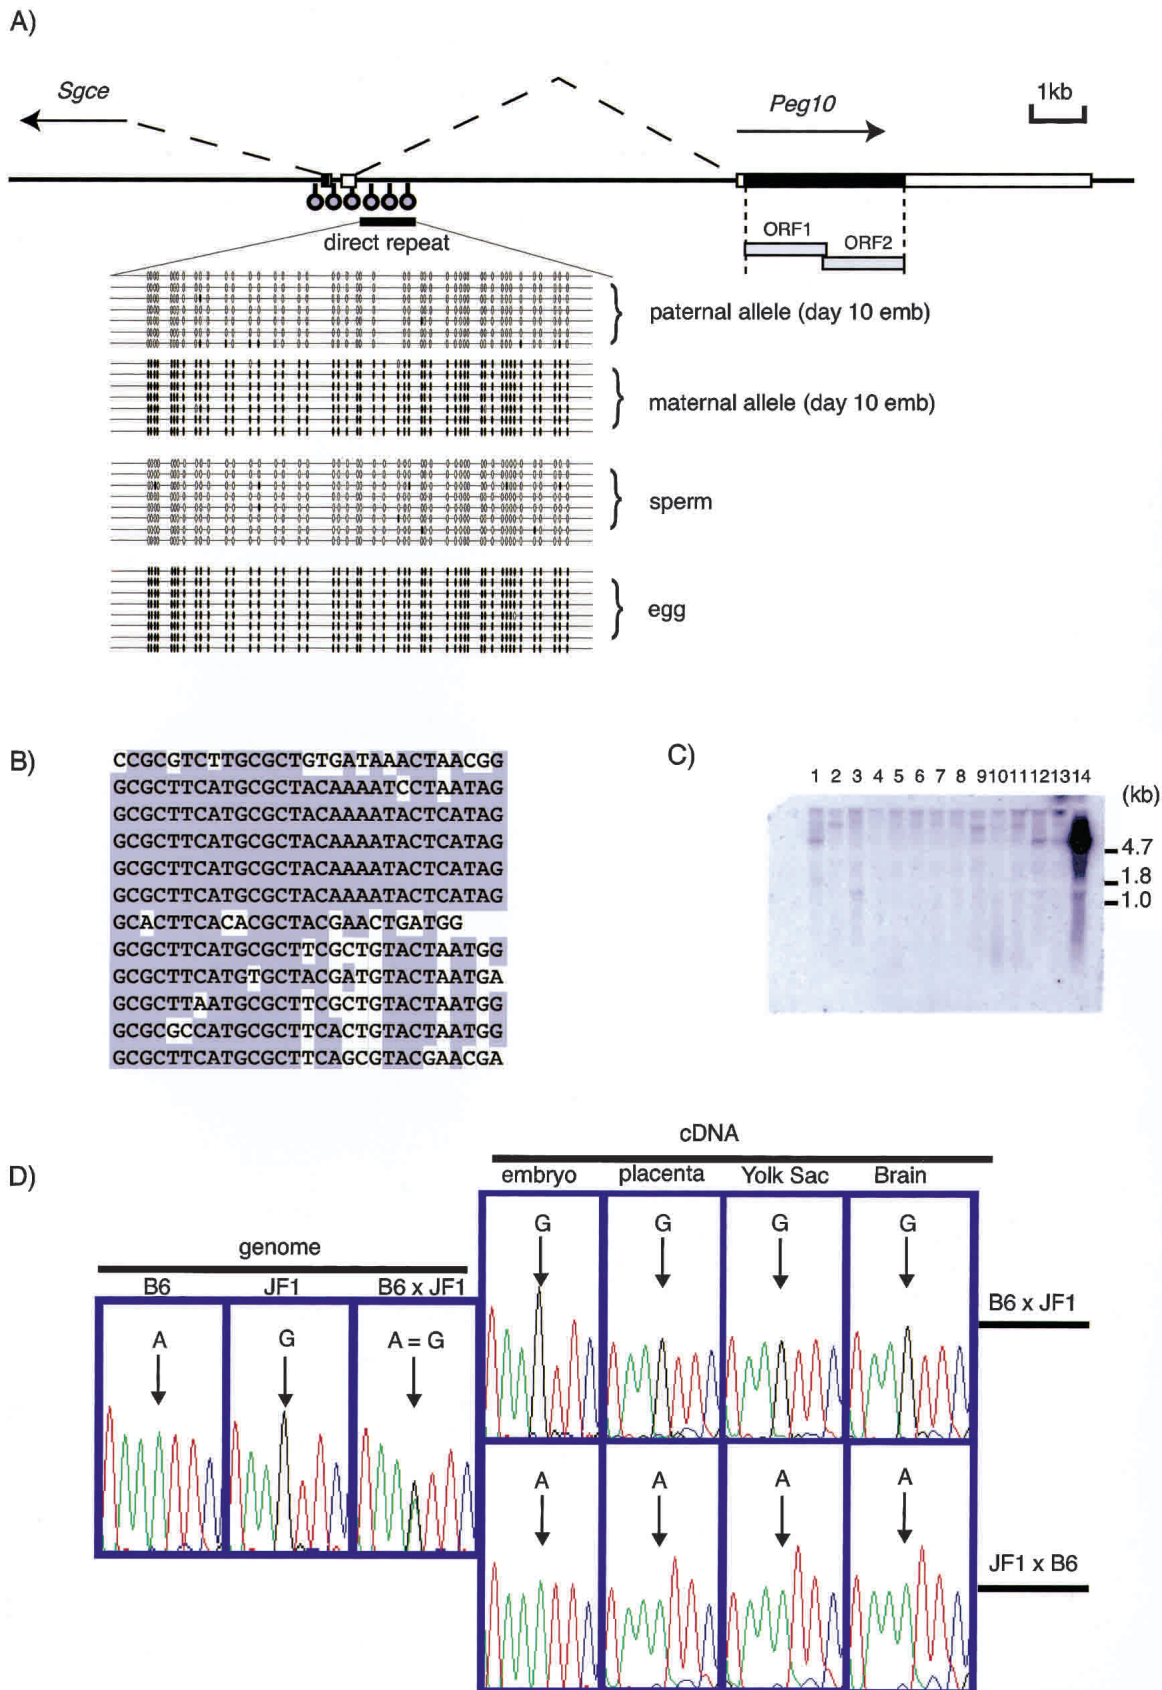 A)
Sgce
Peg10
1kb
direct repeat
ORF1
ORF2
paternal allele (day 10 emb)
maternal allele (day 10 emb)
sperm
egg
B)
CCGCGTCTTGCGCTGTGATAAACTAACGG
GCGCTTCATGCGCTACAAAATCCTAATAG
GCGCTTCATGCGCTACAAAATACTCATAG
GCGCTTCATGCGCTACAAAATACTCATAG
GCGCTTCATGCGCTACAAAATACTCATAG
GCGCTTCATGCGCTACAAAATACTCATAG
GCACTTCACACGCTACGAACTGATGG
GCGCTTCATGCGCTTCGCTGTACTAATGG
GCGCTTCATGTGCTACGATGTACTAATGA
GCGCTTAATGCGCTTCGCTGTACTAATGG
GCGCGCCATGCGCTTCACTGTACTAATGG
GCGCTTCATGCGCTTCAGCGTACGAACGA
C)
1 2 3 4 5 6 7 8 9 10 11 12 13 14
(kb)
4.7
1.8
1.0
D)
cDNA
embryo placenta Yolk Sac Brain
genome
B6 JF1 B6 x JF1
G G G G
B6 x JF1
A G A = G
A A A A
JF1 x B6